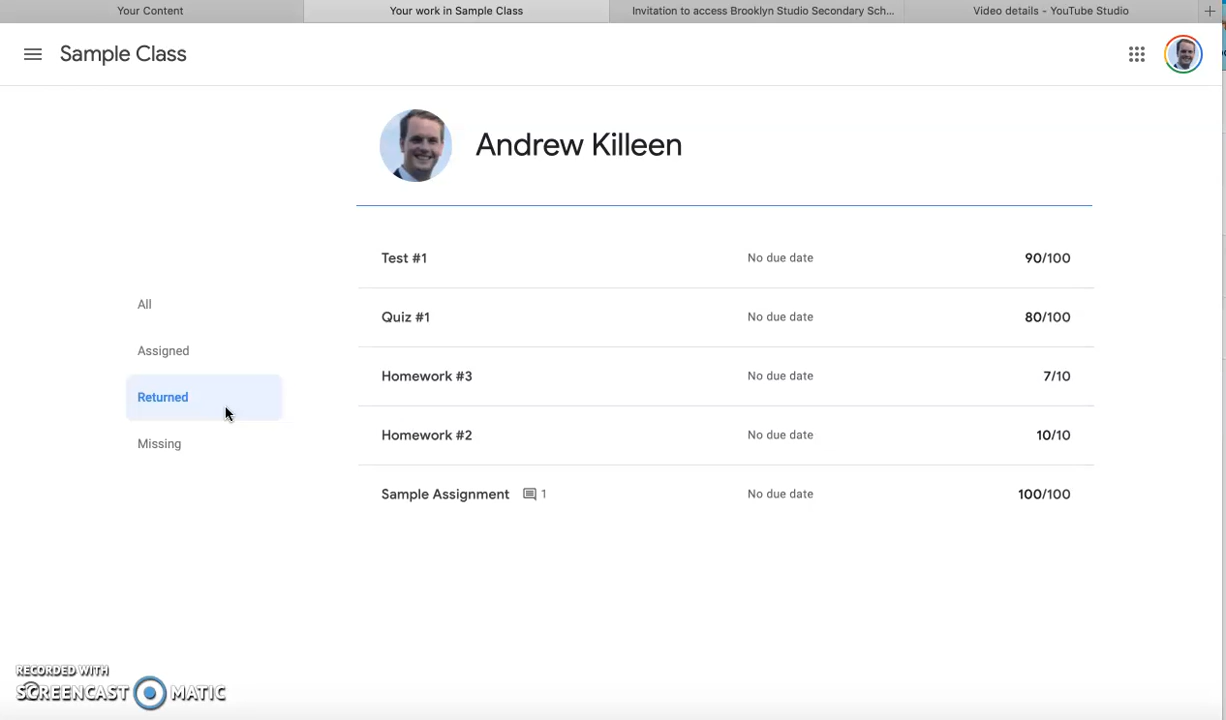 Your Content
Your work in Sample Class
Invitation to access Brooklyn Studio Secondary Sch...
Video details - YouTube Studio
Sample Class
Andrew Killeen
Test #1 No due date 90/100
Quiz #1 No due date 80/100
Homework #3 No due date 7/10
Homework #2 No due date 10/10
Sample Assignment 1 No due date 100/100
All
Assigned
Returned
Missing
RECORDED WITH
SCREENCAST MATIC